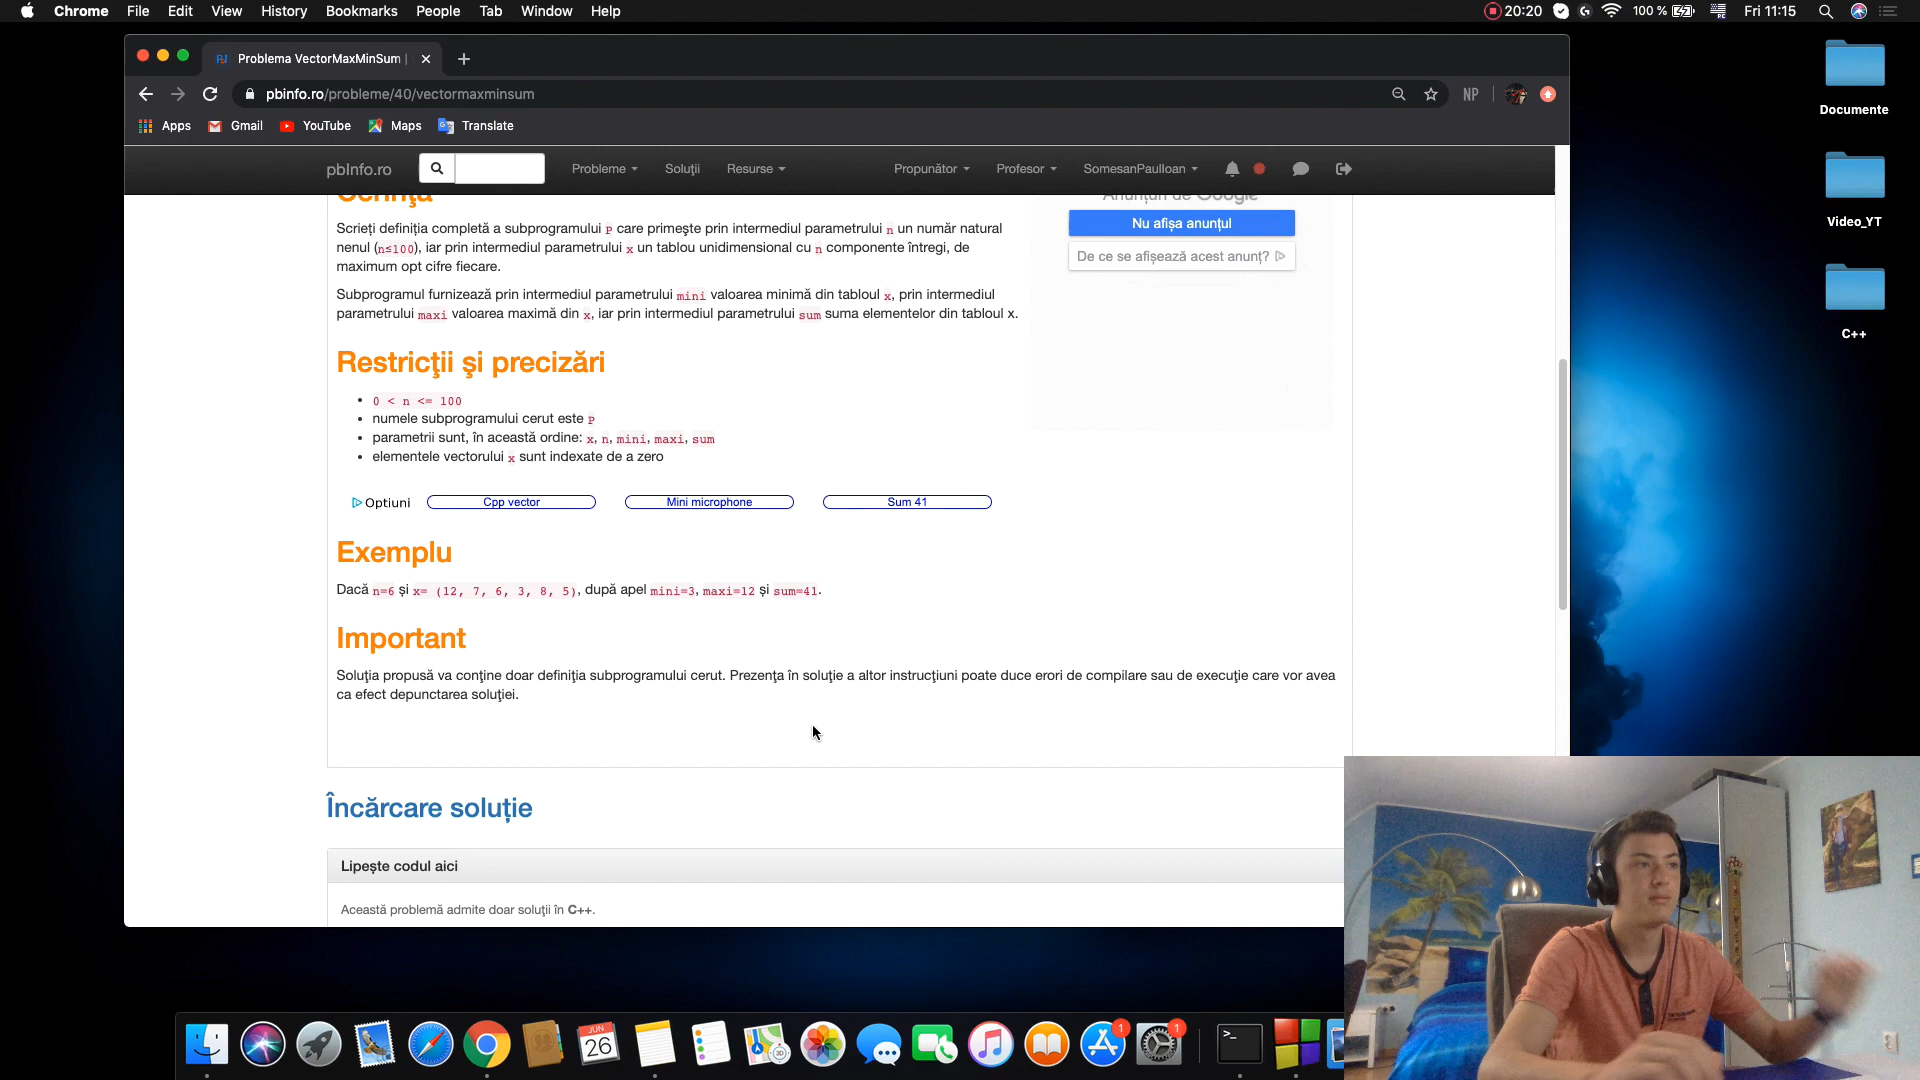 Chrome File Edit View History Bookmarks People Tab Window Help
20:20 100 % Fri 11:15
Problema VectorMaxMinSum |
pbinfo.ro/probleme/40/vectormaxminsum
NP
Apps Gmail YouTube Maps Translate
pbInfo.ro Probleme Soluții Resurse Propunător Profesor SomesanPaulIoan
Cerința
Anunțuri de Google
Nu afișa anunțul
De ce se afișează acest anunț?
Scrieți definiția completă a subprogramului P care primește prin intermediul parametrului n un număr natural
nenul (n≤100), iar prin intermediul parametrului x un tablou unidimensional cu n componente întregi, de
maximum opt cifre fiecare.
Subprogramul furnizează prin intermediul parametrului mini valoarea minimă din tabloul x, prin intermediul
parametrului maxi valoarea maximă din x, iar prin intermediul parametrului sum suma elementelor din tabloul x.
Restricţii şi precizări
0 < n <= 100
numele subprogramului cerut este P
parametrii sunt, în această ordine: x, n, mini, maxi, sum
elementele vectorului x sunt indexate de a zero
Optiuni Cpp vector Mini microphone Sum 41
Exemplu
Dacă n=6 și x= (12, 7, 6, 3, 8, 5), după apel mini=3, maxi=12 și sum=41.
Important
Soluţia propusă va conţine doar definiţia subprogramului cerut. Prezenţa în soluţie a altor instrucţiuni poate duce erori de compilare sau de execuţie care vor avea
ca efect depunctarea soluţiei.
Încărcare soluție
Lipește codul aici
Această problemă admite doar soluții în C++.
Documente
Video_YT
C++
JUN
26
3D
1
1
>_